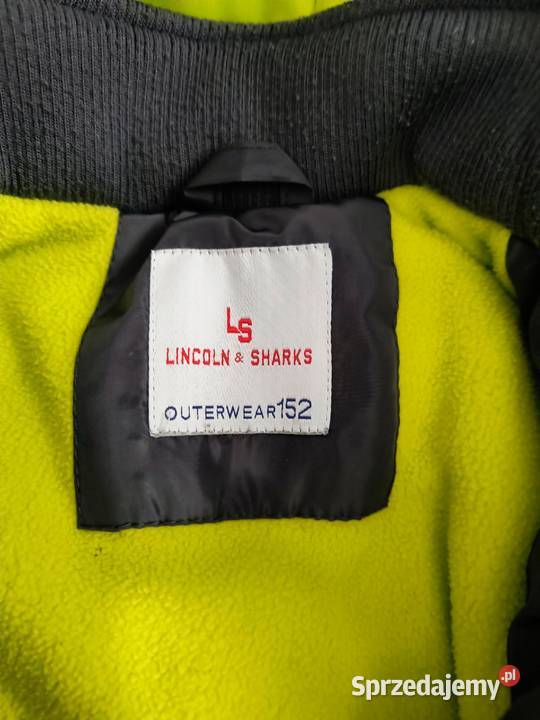 LS
LINCOLN & SHARKS
OUTERWEAR152
Sprzedajemy.pl